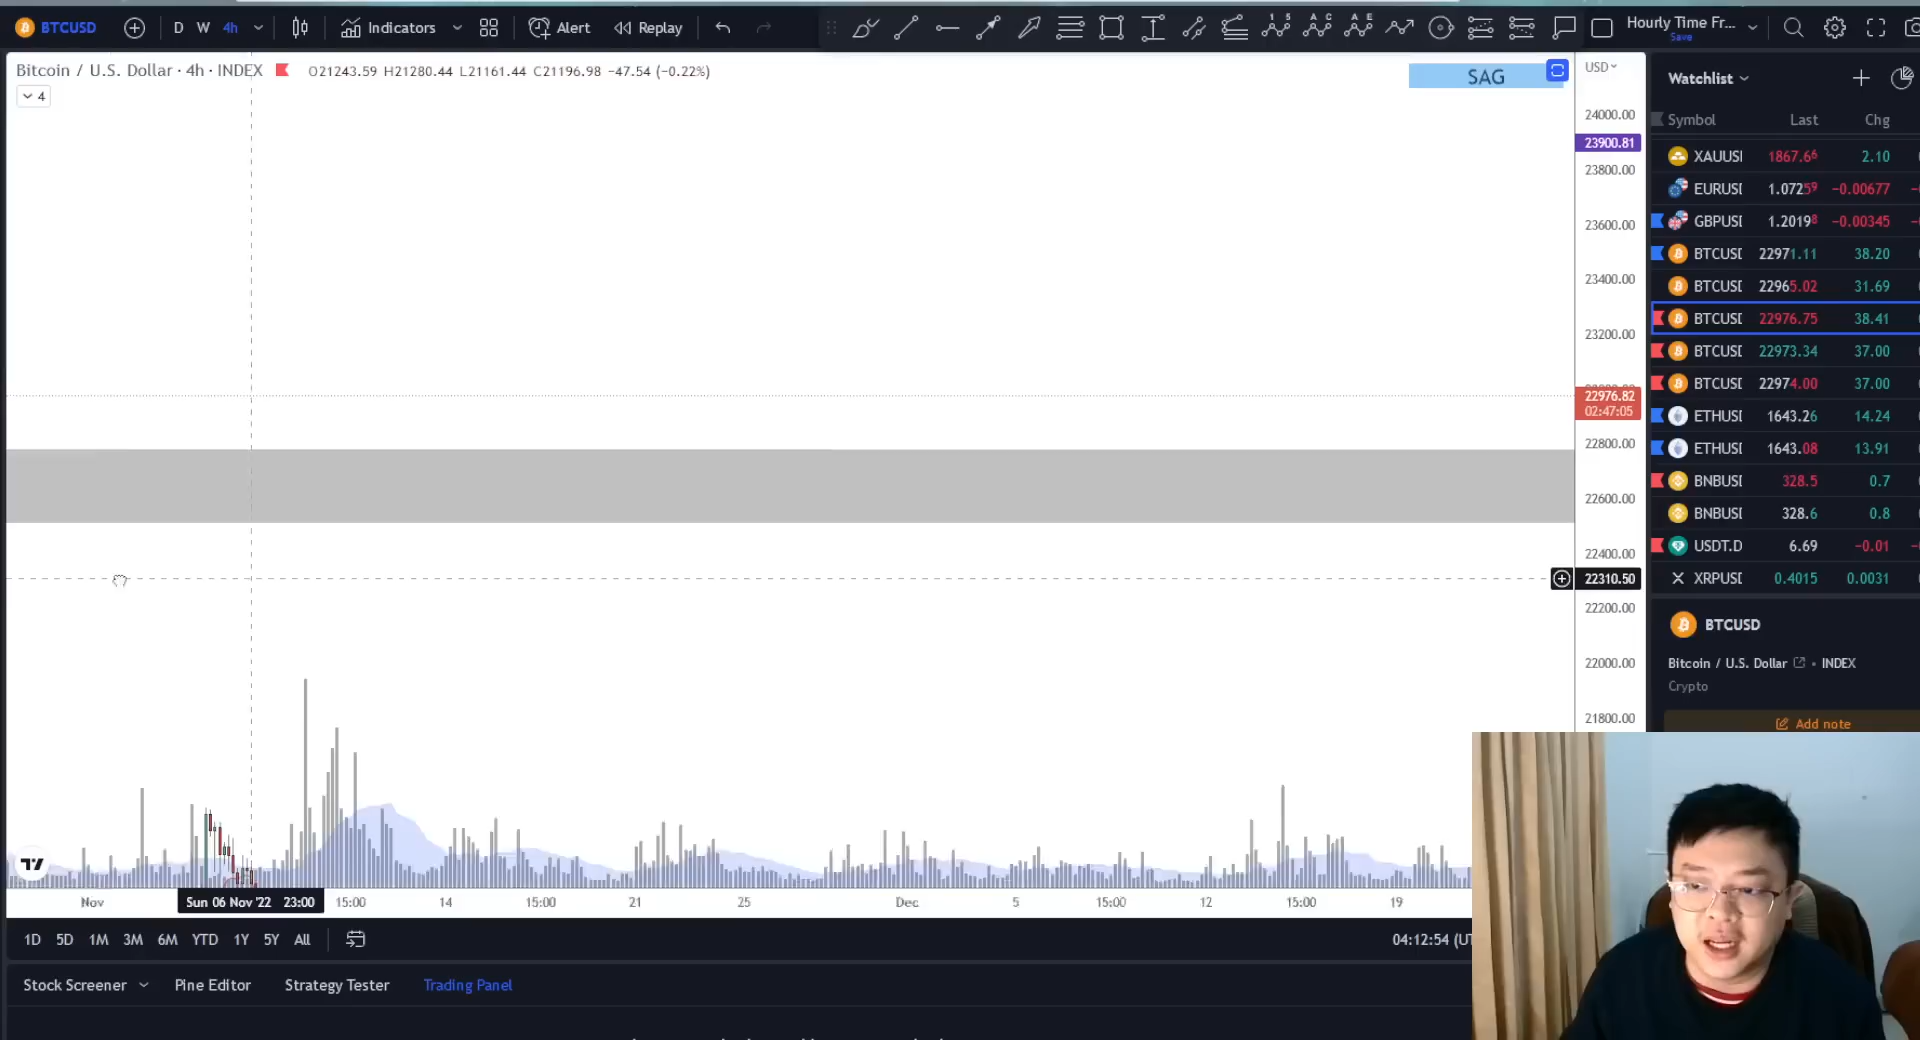 BTCUSD D W 4h Indicators Alert Replay Hourly Time Fr...
Save
Bitcoin / U.S. Dollar · 4h · INDEX O21243.59 H21280.44 L21161.44 C21196.98 −47.54 (−0.22%)
4
SAG
USD
24000.00
23900.81
23800.00
23600.00
23400.00
23200.00
22976.82
02:47:05
22800.00
22600.00
22400.00
22310.50
22200.00
22000.00
21800.00
Nov Sun 06 Nov '22 23:00 15:00 14 15:00 21 25 Dec 5 15:00 12 15:00 19
1D 5D 1M 3M 6M YTD 1Y 5Y All
04:12:54 (UT
Stock Screener Pine Editor Strategy Tester Trading Panel
Watchlist
Symbol Last Chg
XAUUSI 1867.66 2.10
EURUSI 1.07259 −0.00677
GBPUSI 1.20198 −0.00345
BTCUSI 22971.11 38.20
BTCUSI 22965.02 31.69
BTCUSI 22976.75 38.41
BTCUSI 22973.34 37.00
BTCUSI 22974.00 37.00
ETHUSI 1643.26 14.24
ETHUSI 1643.08 13.91
BNBUSI 328.5 0.7
BNBUSI 328.6 0.8
USDT.D 6.69 −0.01
XRPUSI 0.4015 0.0031
BTCUSD
Bitcoin / U.S. Dollar • INDEX
Crypto
Add note